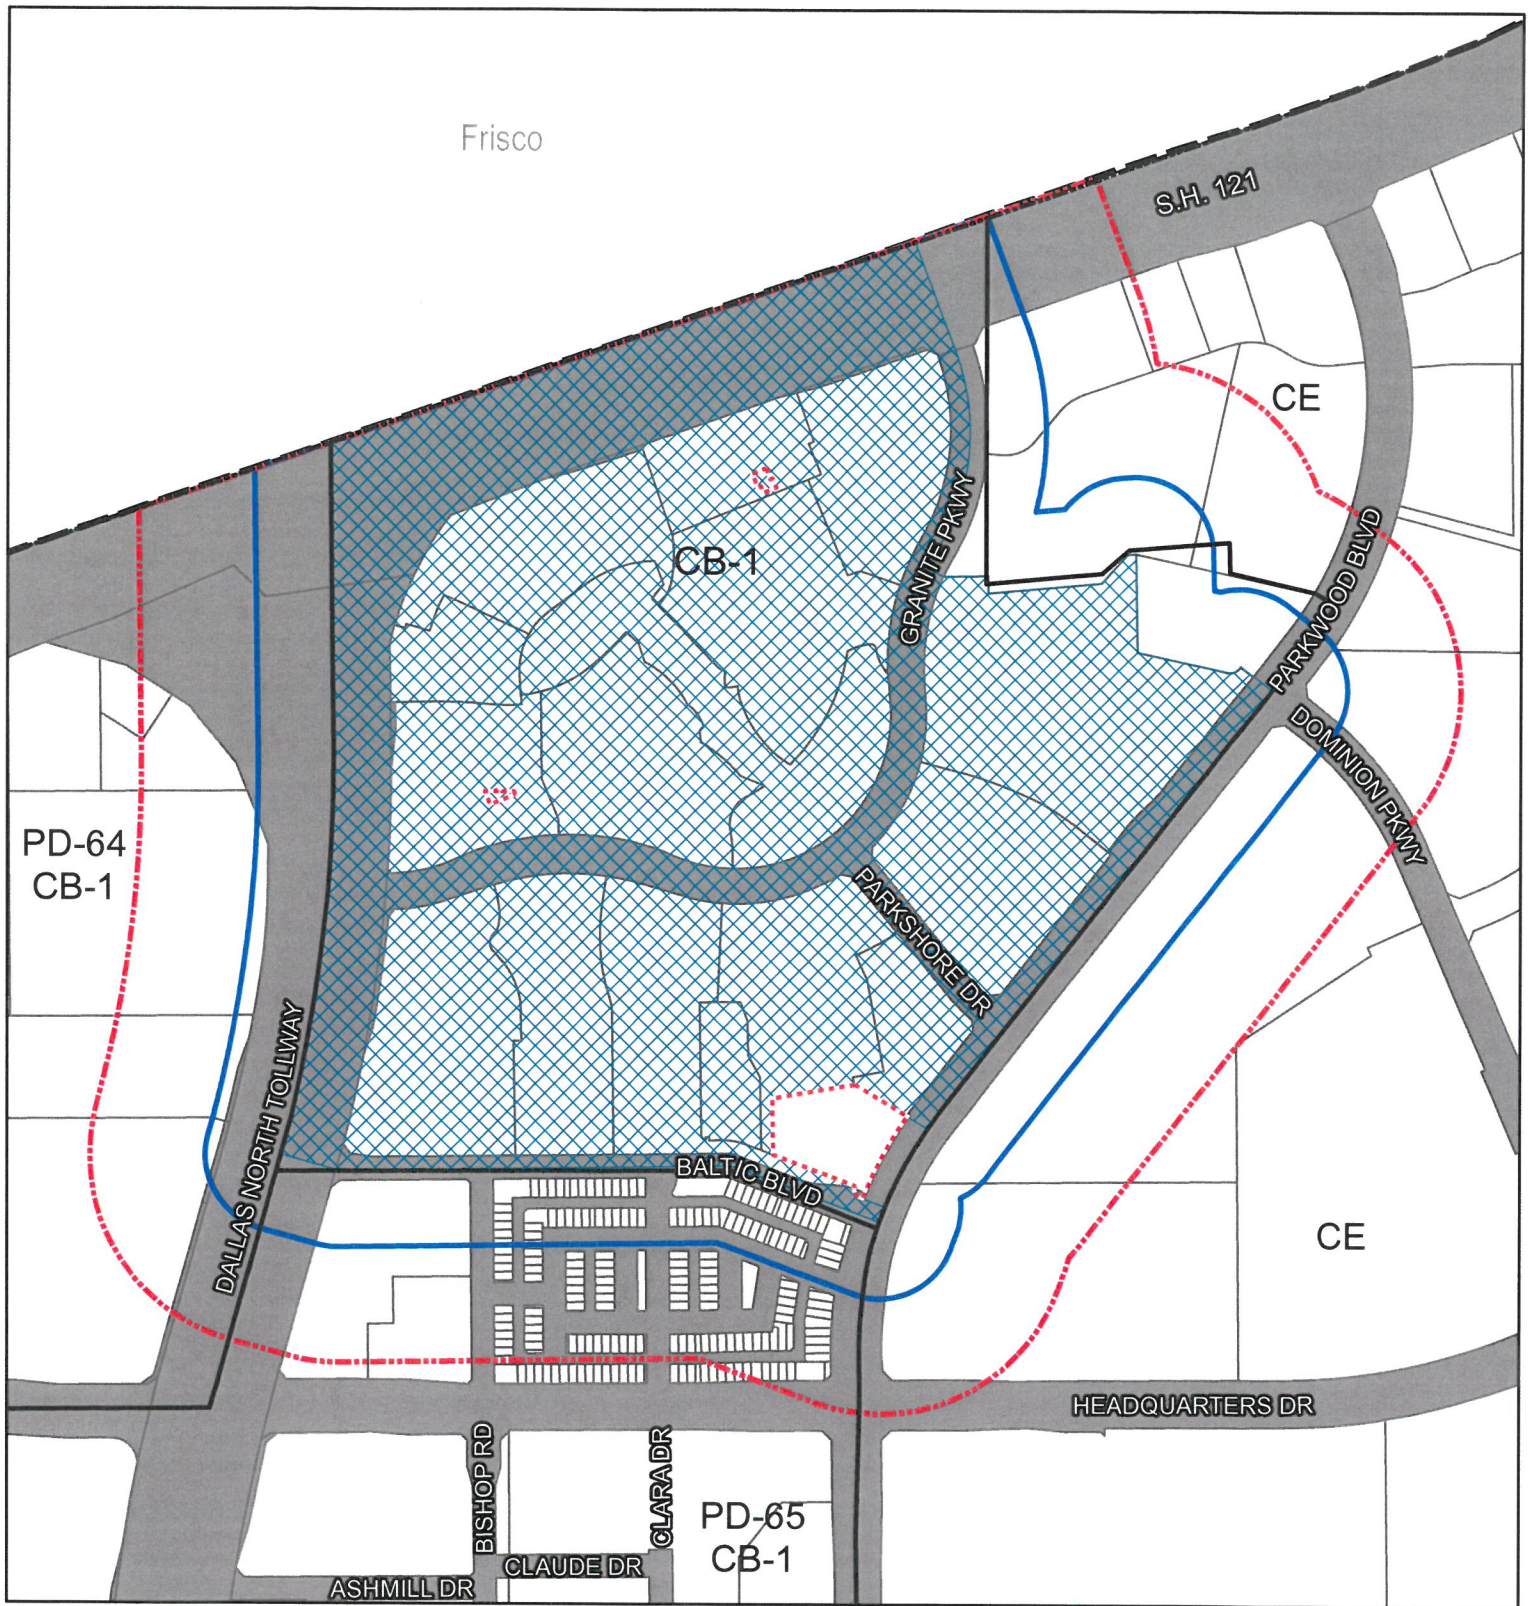 Frisco
S.H. 121
CE
CB-1
GRANITE PKWY
PARKWOOD BLVD
DOMINION PKWY
PD-64
CB-1
PARKSHORE DR
DALLAS NORTH TOLLWAY
BALTIC BLVD
CE
HEADQUARTERS DR
BISHOP RD
CLARA DR
PD-65
CB-1
CLAUDE DR
ASHMILL DR